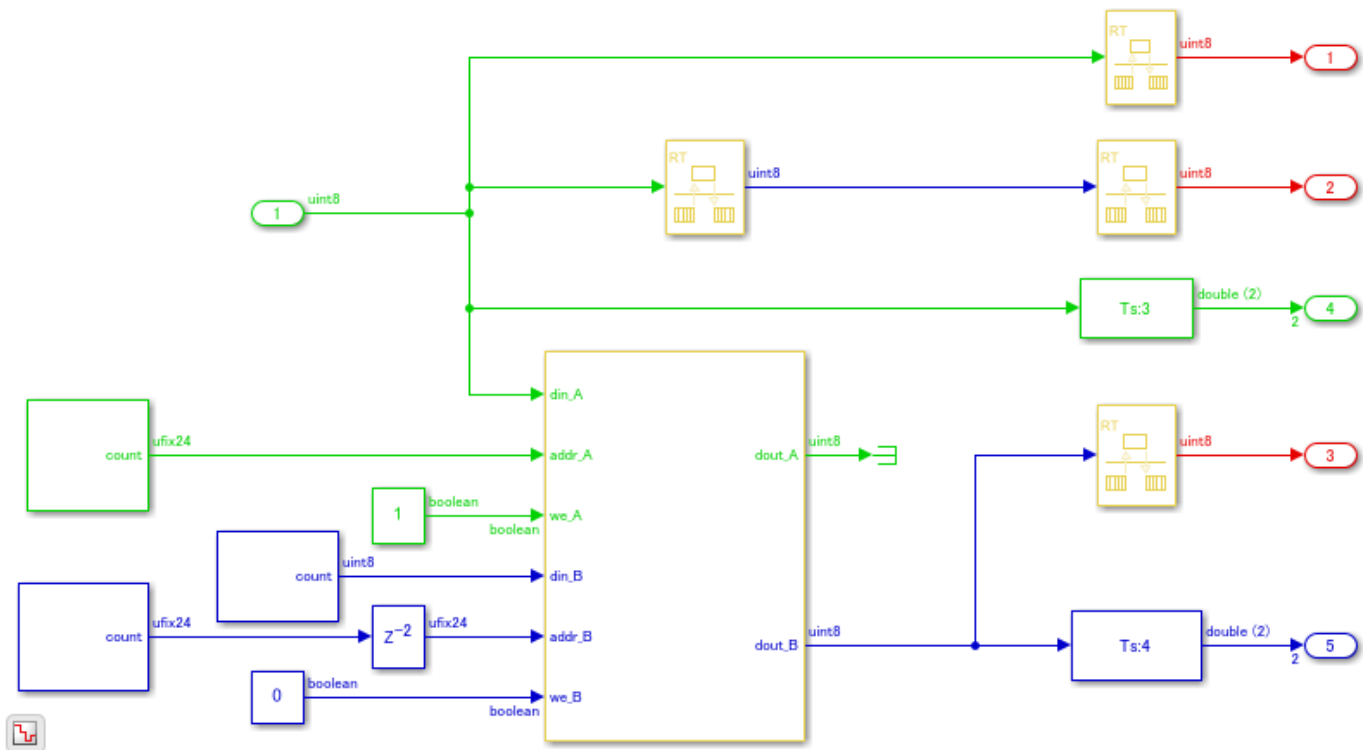 RT
uint8
1
RT
uint8
RT
uint8
2
1
uint8
Ts:3
double (2)
2
4
din_A
count
ufix24
addr_A
dout_A
uint8
RT
uint8
3
1
boolean
boolean
we_A
count
uint8
din_B
count
ufix24
Z⁻²
ufix24
addr_B
dout_B
uint8
Ts:4
double (2)
2
5
0
boolean
boolean
we_B